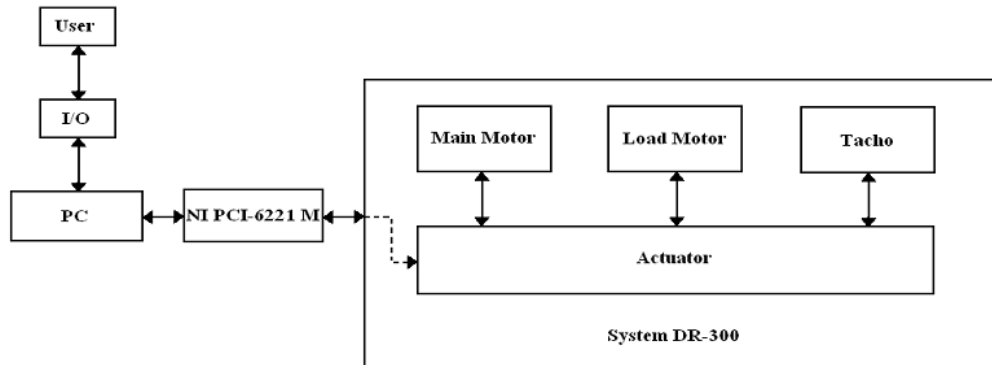 User
I/O
PC
NI PCI-6221 M
Main Motor
Load Motor
Tacho
Actuator
System DR-300